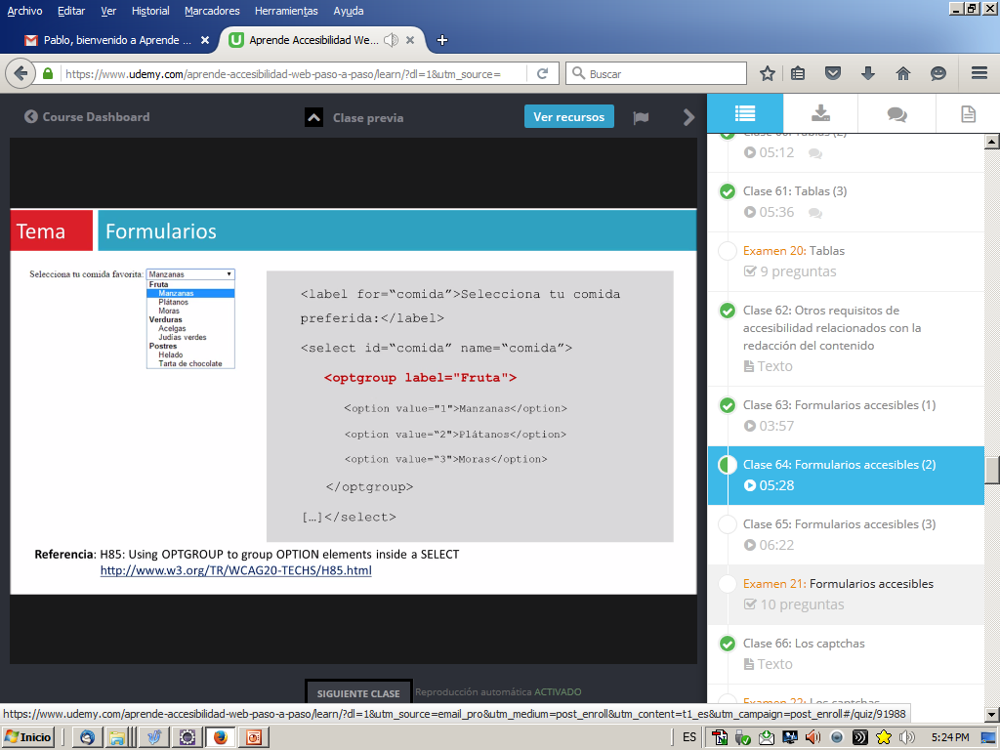 Archivo Editar Ver Historial Marcadores Herramientas Ayuda
Pablo, bienvenido a Aprende ... Aprende Accesibilidad We...
https://www.udemy.com/aprende-accesibilidad-web-paso-a-paso/learn/?dl=1&utm_source= Buscar
Course Dashboard Clase previa Ver recursos
Tema Formularios
Selecciona tu comida favorita: Manzanas
Fruta
Manzanas
Plátanos
Moras
Verduras
Acelgas
Judías verdes
Postres
Helado
Tarta de chocolate
<label for=“comida”>Selecciona tu comida
preferida:</label>
<select id=“comida” name=“comida”>
<optgroup label="Fruta">
<option value="1">Manzanas</option>
<option value=“2">Plátanos</option>
<option value=“3">Moras</option>
</optgroup>
[…]</select>
Referencia: H85: Using OPTGROUP to group OPTION elements inside a SELECT
http://www.w3.org/TR/WCAG20-TECHS/H85.html
SIGUIENTE CLASE Reproducción automática ACTIVADO
Clase 60: Tablas (2)
05:12
Clase 61: Tablas (3)
05:36
Examen 20: Tablas
9 preguntas
Clase 62: Otros requisitos de
accesibilidad relacionados con la
redacción del contenido
Texto
Clase 63: Formularios accesibles (1)
03:57
Clase 64: Formularios accesibles (2)
05:28
Clase 65: Formularios accesibles (3)
06:22
Examen 21: Formularios accesibles
10 preguntas
Clase 66: Los captchas
Texto
Examen 22: Los captchas
https://www.udemy.com/aprende-accesibilidad-web-paso-a-paso/learn/?dl=1&utm_source=email_pro&utm_medium=post_enroll&utm_content=t1_es&utm_campaign=post_enroll#/quiz/91988
Inicio ES 5:24 PM